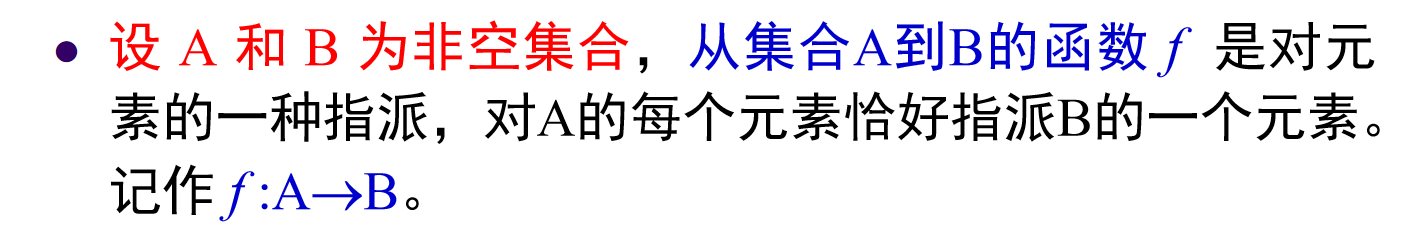 ● 设 A 和 B 为非空集合，从集合A到B的函数 f 是对元
素的一种指派，对A的每个元素恰好指派B的一个元素。
记作 f :A→B。